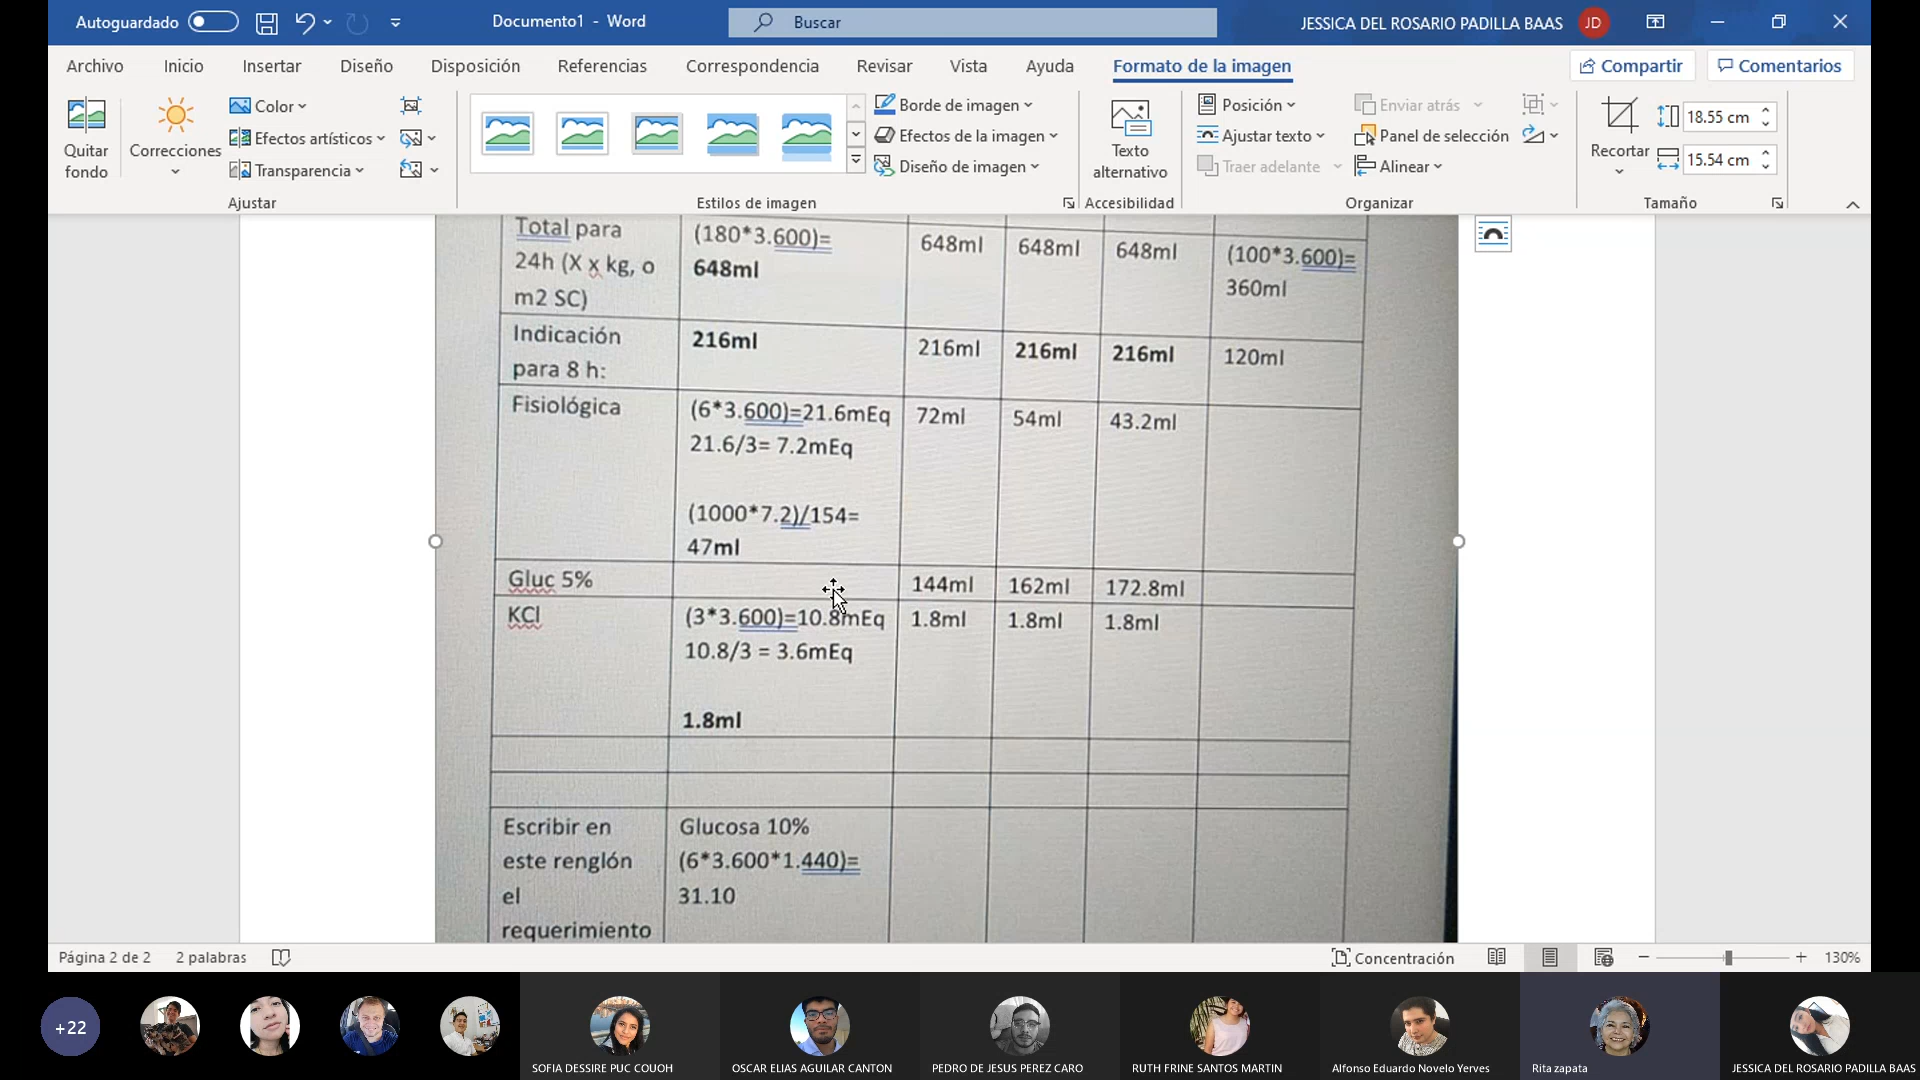 Autoguardado
Documento1 - Word
Buscar
JESSICA DEL ROSARIO PADILLA BAAS
JD
Archivo Inicio Insertar Diseño Disposición Referencias Correspondencia Revisar Vista Ayuda Formato de la imagen
Compartir
Comentarios
Quitar fondo
Correcciones
Color
Efectos artísticos
Transparencia
Ajustar
Estilos de imagen
Borde de imagen
Efectos de la imagen
Diseño de imagen
Texto alternativo
Accesibilidad
Posición
Ajustar texto
Traer adelante
Enviar atrás
Panel de selección
Alinear
Organizar
Recortar
18.55 cm
15.54 cm
Tamaño
Total para
24h (X x kg, o
m2 SC)
(180*3.600)=
648ml
648ml
648ml
648ml
(100*3.600)=
360ml
Indicación
para 8 h:
216ml
216ml
216ml
216ml
120ml
Fisiológica
(6*3.600)=21.6mEq
21.6/3= 7.2mEq
(1000*7.2)/154=
47ml
72ml
54ml
43.2ml
Gluc 5%
144ml
162ml
172.8ml
KCl
(3*3.600)=10.8mEq
10.8/3 = 3.6mEq
1.8ml
1.8ml
1.8ml
1.8ml
Escribir en
este renglón
el
requerimiento
Glucosa 10%
(6*3.600*1.440)=
31.10
Página 2 de 2
2 palabras
Concentración
130%
+22
SOFIA DESSIRE PUC COUOH
OSCAR ELIAS AGUILAR CANTON
PEDRO DE JESUS PEREZ CARO
RUTH FRINE SANTOS MARTIN
Alfonso Eduardo Novelo Yerves
Rita zapata
JESSICA DEL ROSARIO PADILLA BAAS